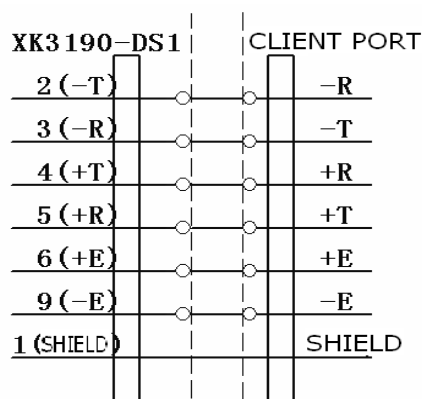 XK3190-DS1 CLIENT PORT
2(-T) -R
3(-R) -T
4(+T) +R
5(+R) +T
6(+E) +E
9(-E) -E
1(SHIELD) SHIELD